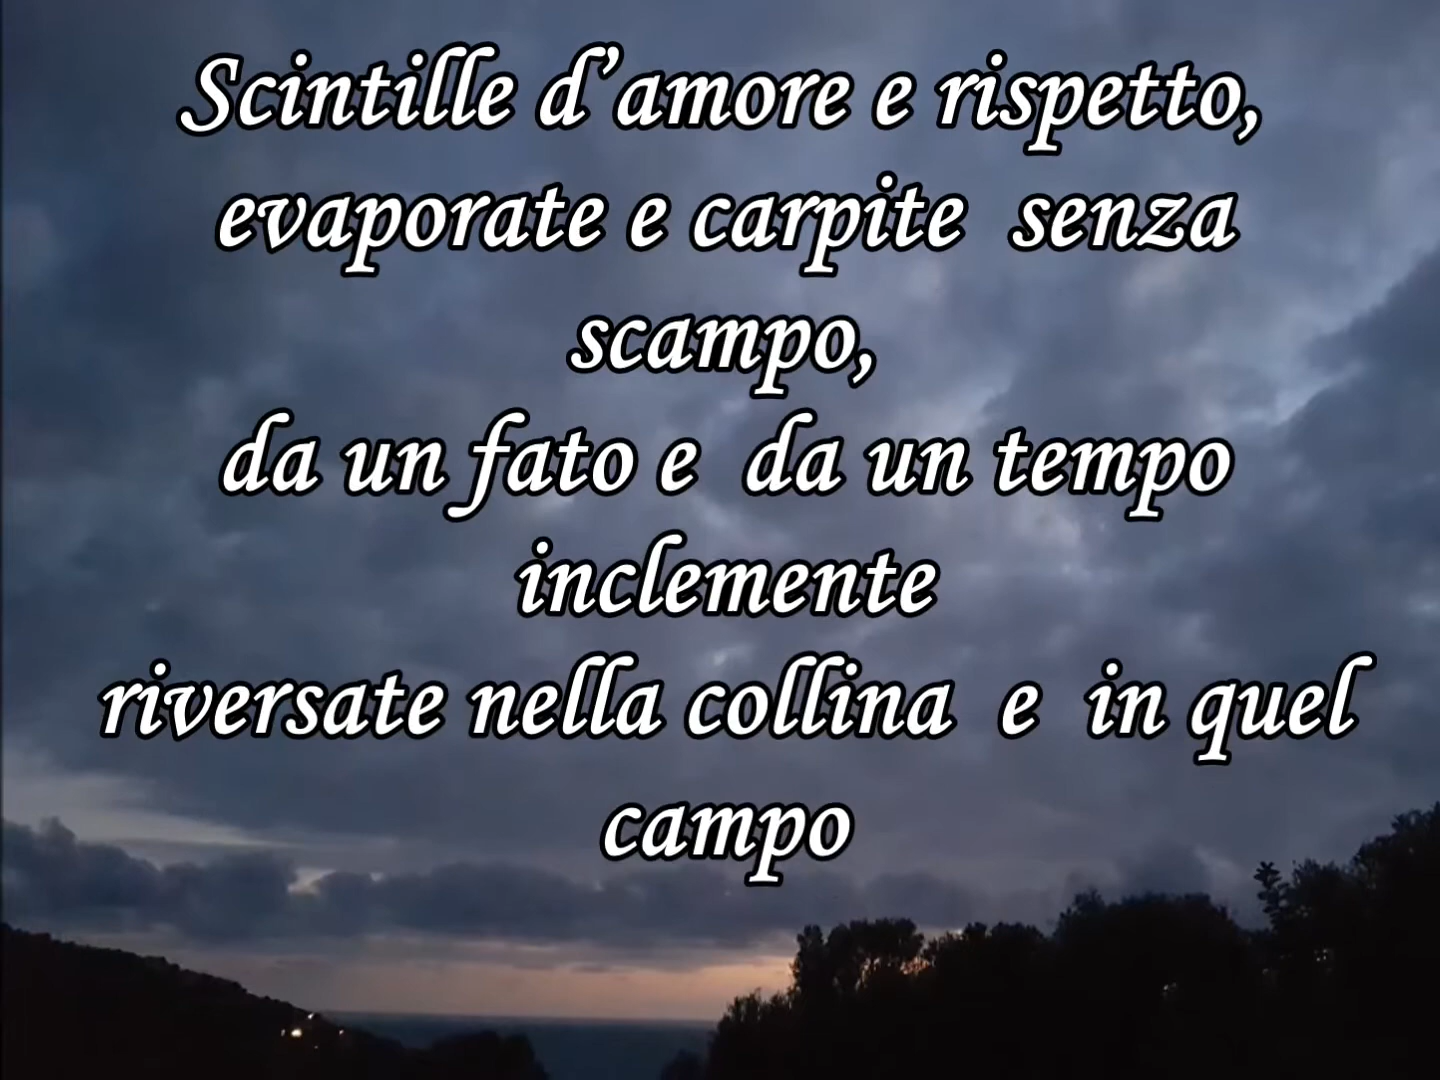 Scintille d’amore e rispetto,
evaporate e carpite  senza
scampo,
da un fato e  da un tempo
inclemente
riversate nella collina  e  in quel
campo